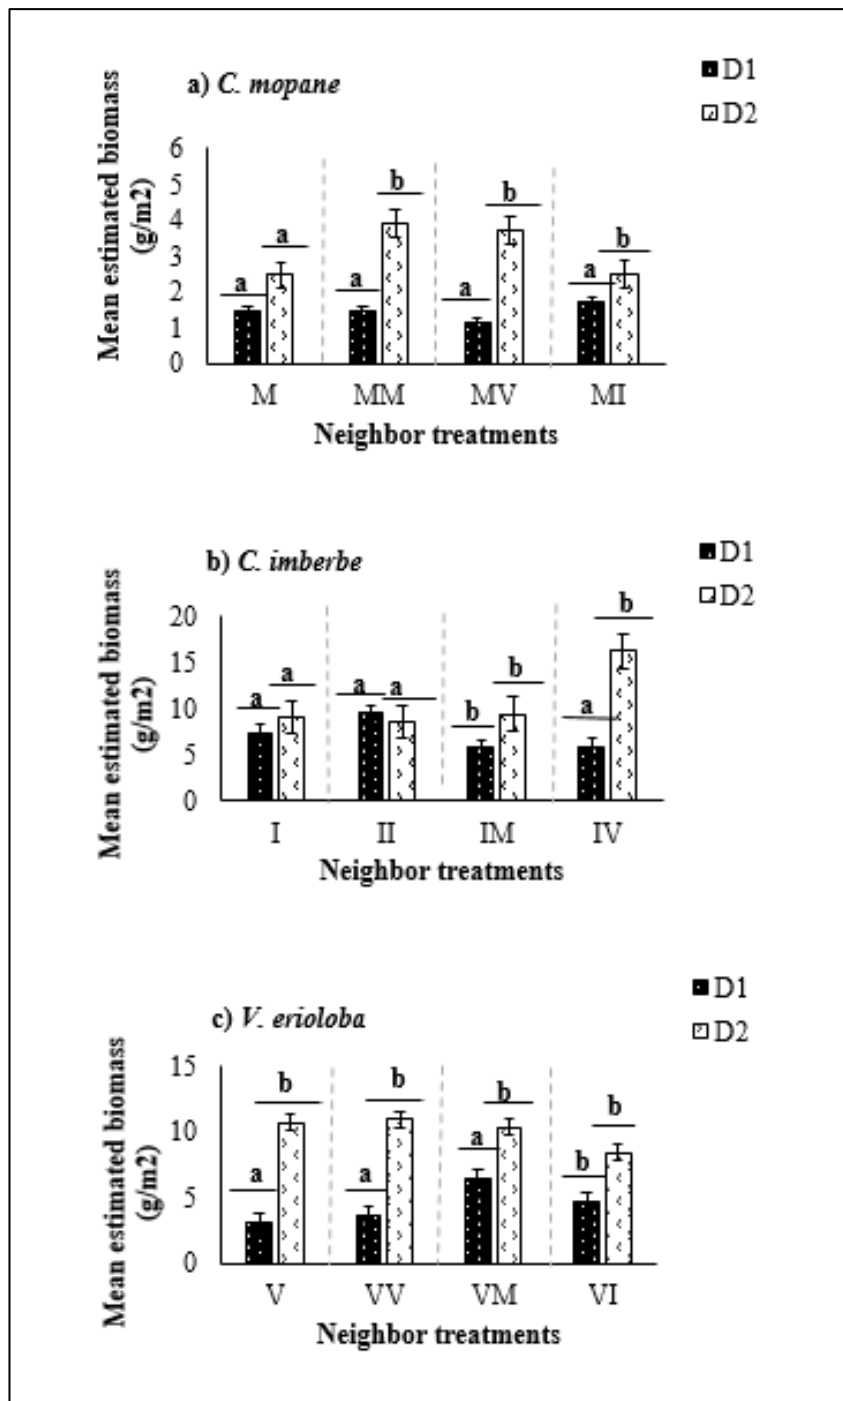 a) C. mopane
D1
D2
Mean estimated biomass
(g/m2)
6
5
4
3
2
1
0
a
a
a
b
a
b
a
b
M
MM
MV
MI
Neighbor treatments
b) C. imberbe
D1
D2
Mean estimated biomass
(g/m2)
20
15
10
5
0
a
a
a
a
b
b
a
b
I
II
IM
IV
Neighbor treatments
c) V. erioloba
D1
D2
Mean estimated biomass
(g/m2)
15
10
5
0
a
b
a
b
a
b
b
b
V
VV
VM
VI
Neighbor treatments